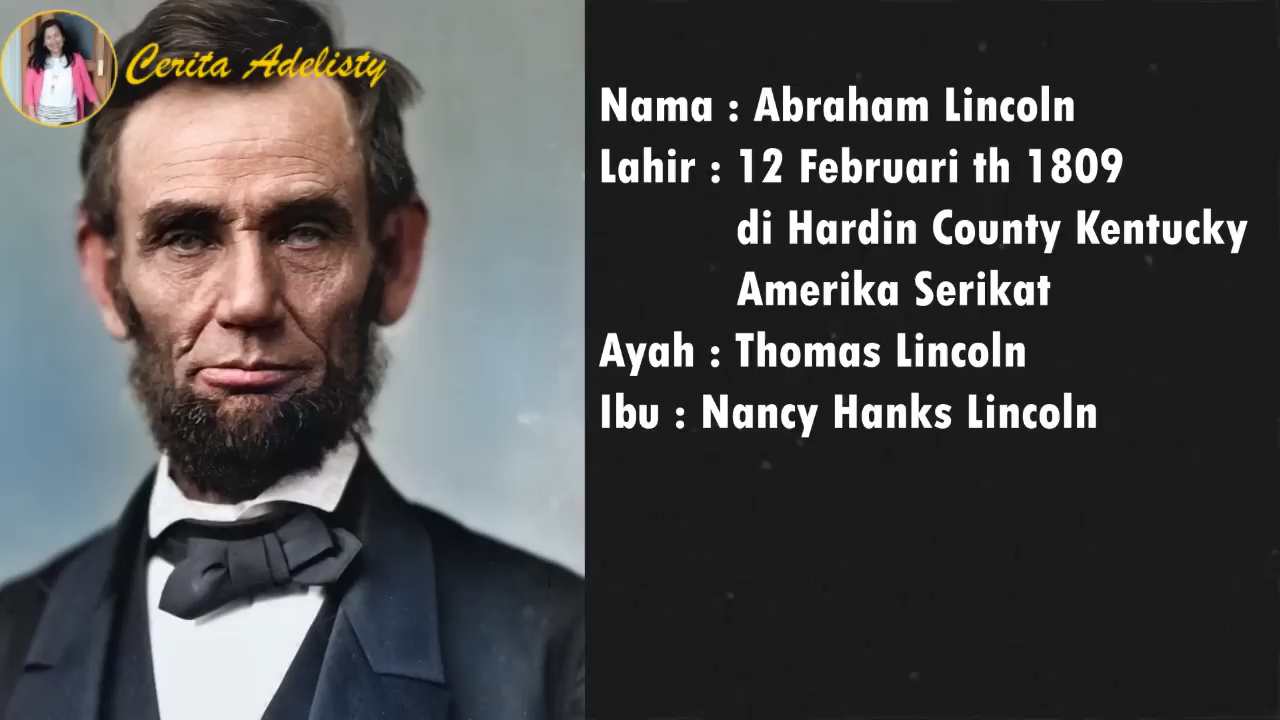 Cerita Adelisty
Nama : Abraham Lincoln
Lahir : 12 Februari th 1809
di Hardin County Kentucky
Amerika Serikat
Ayah : Thomas Lincoln
Ibu : Nancy Hanks Lincoln